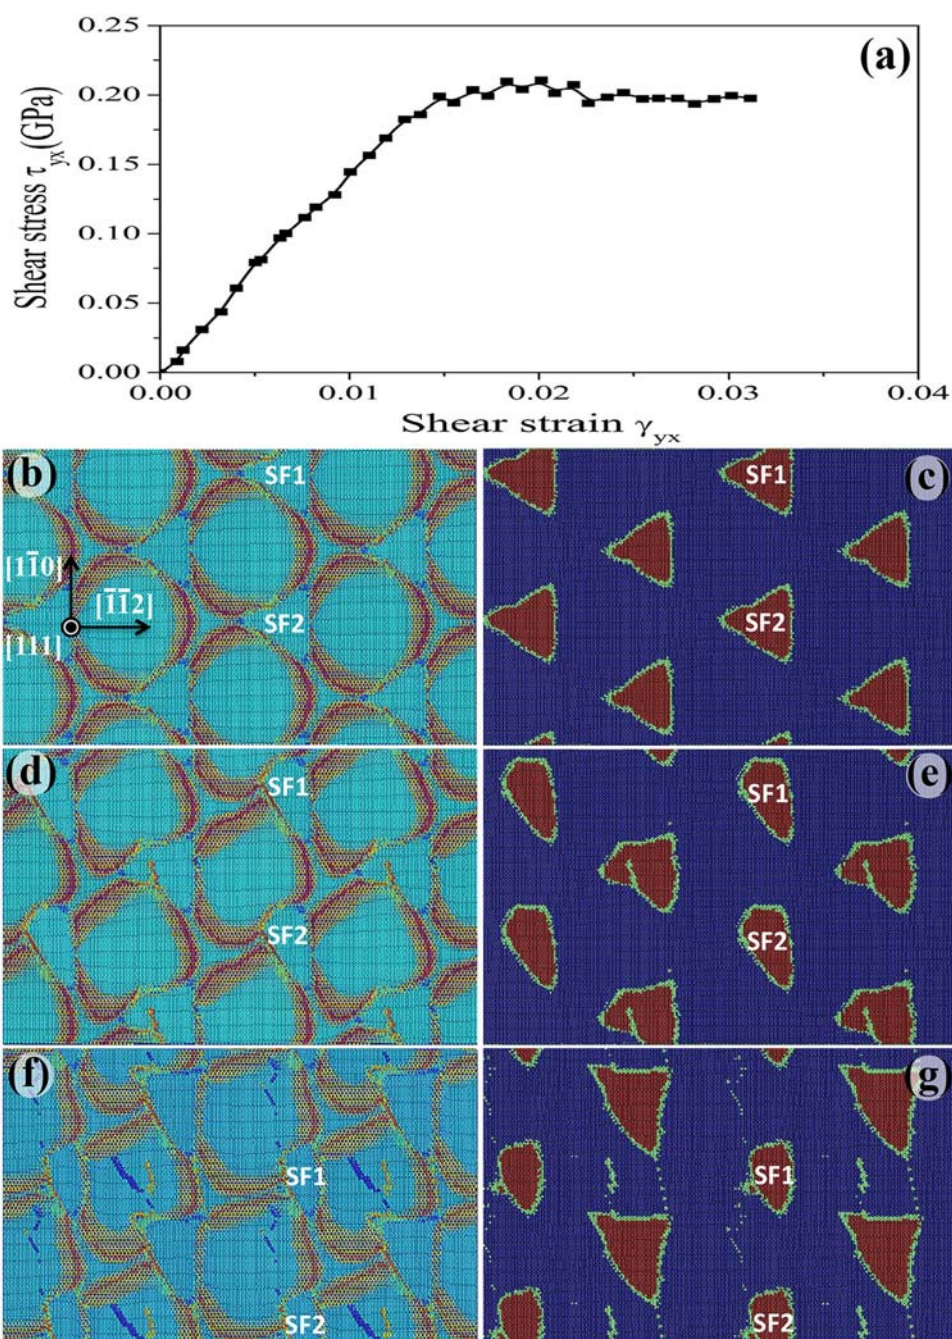 0.25
(a)
0.20
0.15
0.10
0.05
0.00
Shear stress τyx(GPa)
0.00 0.01 0.02 0.03 0.04
Shear strain γyx
(b) SF1 SF1 (c)
[11̅0] [1̅1̅2]
[111] SF2 SF2
(d) SF1 SF1 (e)
SF2 SF2
(f) (g)
SF1 SF1
SF2 SF2